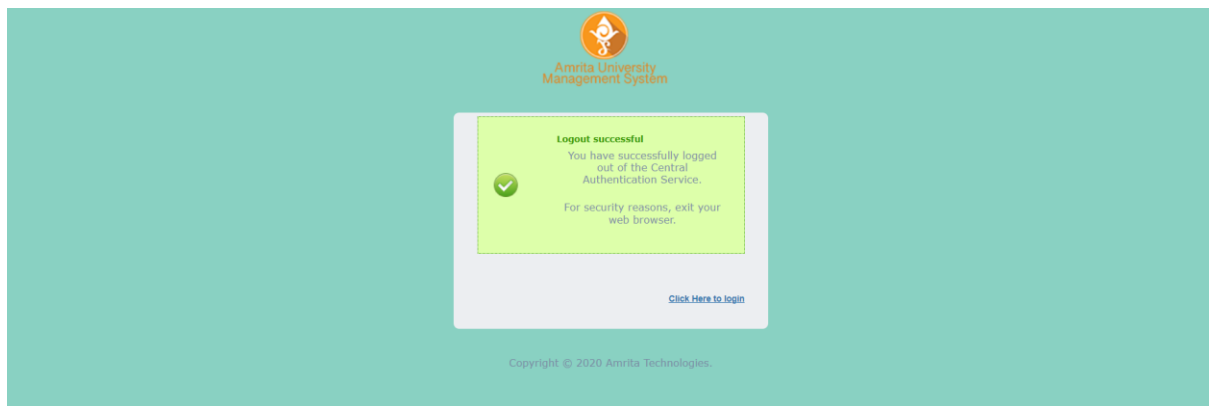 Amrita University
Management System
Logout successful
You have successfully logged
out of the Central
Authentication Service.
For security reasons, exit your
web browser.
Click Here to login
Copyright © 2020 Amrita Technologies.